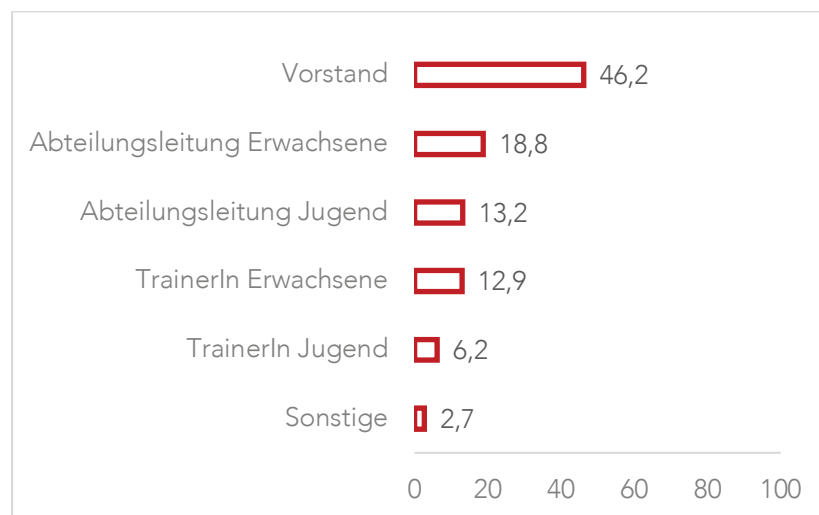 Vorstand 46,2
Abteilungsleitung Erwachsene 18,8
Abteilungsleitung Jugend 13,2
TrainerIn Erwachsene 12,9
TrainerIn Jugend 6,2
Sonstige 2,7
0 20 40 60 80 100